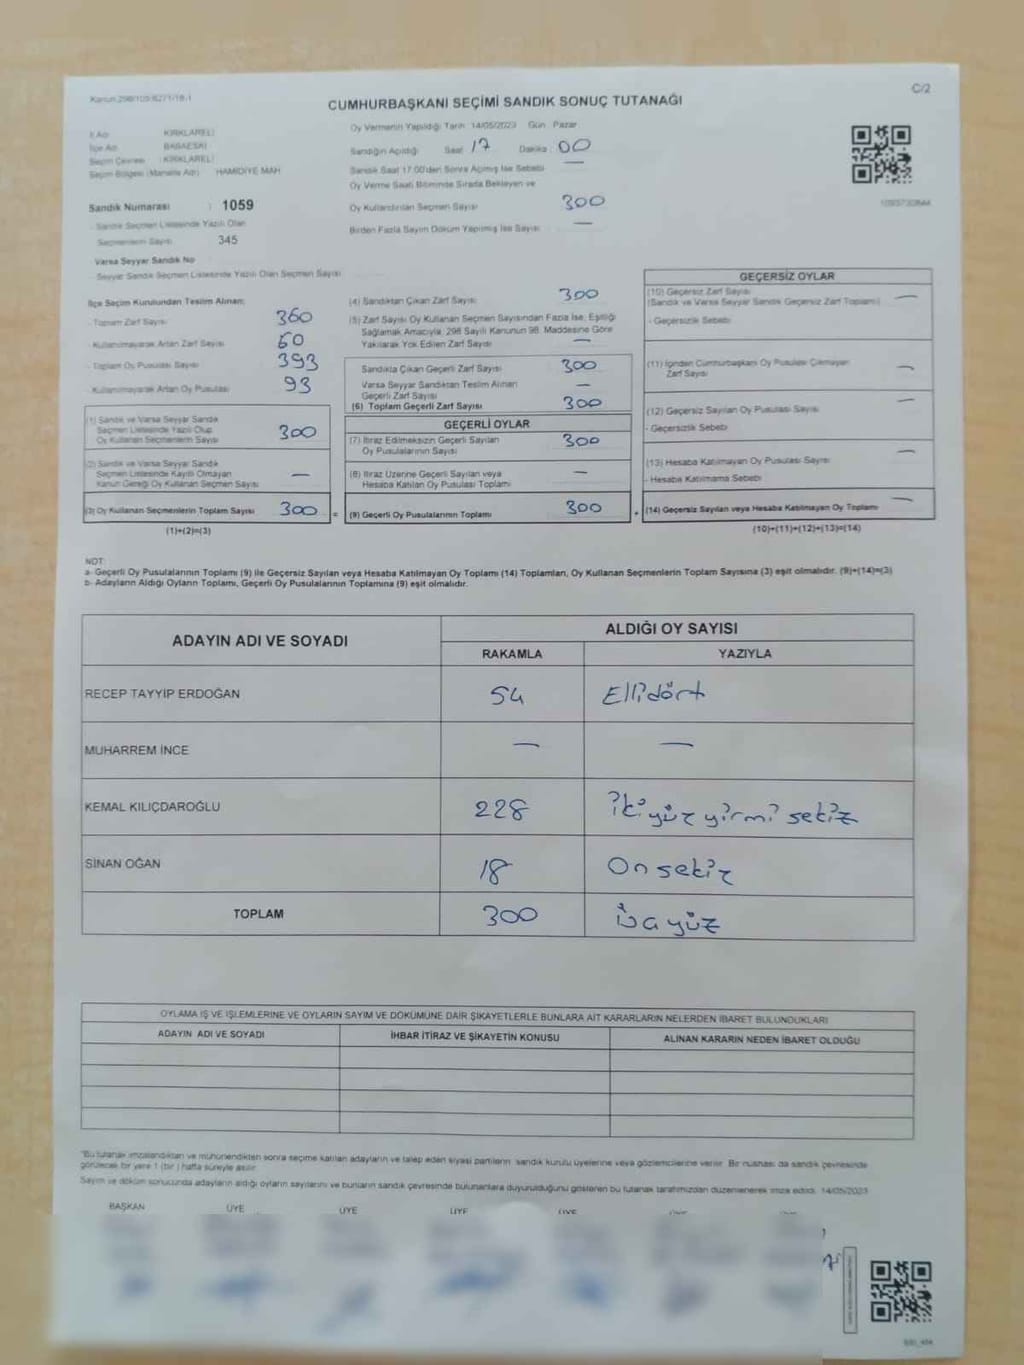 Kanun:298/105/6271/18-1
C/2
CUMHURBAŞKANI SEÇİMİ SANDIK SONUÇ TUTANAĞI
İl Adı : KIRKLARELİ
İlçe Adı : BABAESKİ
Seçim Çevresi : KIRKLARELİ
Seçim Bölgesi (Mahalle Adı) : HAMİDİYE MAH
Sandık Numarası : 1059
- Sandık Seçmen Listesinde Yazılı Olan
Seçmenlerin Sayısı 345
Varsa Seyyar Sandık No
- Seyyar Sandık Seçmen Listesinde Yazılı Olan Seçmen Sayısı
Oy Vermenin Yapıldığı Tarih 14/05/2023 Gün Pazar
Sandığın Açıldığı Saat 17 Dakika : 00
Sandık Saat 17:00'den Sonra Açılmış İse Sebebi —
Oy Verme Saati Bitiminde Sırada Bekleyen ve
Oy Kullandırılan Seçmen Sayısı 300
Birden Fazla Sayım Döküm Yapılmış İse Sayısı —
İlçe Seçim Kurulundan Teslim Alınan:
- Toplam Zarf Sayısı 360
- Kullanılmayarak Artan Zarf Sayısı 60
- Toplam Oy Pusulası Sayısı 393
- Kullanılmayarak Artan Oy Pusulası 93
(1) Sandık ve Varsa Seyyar Sandık
Seçmen Listesinde Yazılı Olup
Oy Kullanan Seçmenlerin Sayısı 300
(2) Sandık ve Varsa Seyyar Sandık
Seçmen Listesinde Kayıtlı Olmayan
Kanun Gereği Oy Kullanan Seçmen Sayısı —
(3) Oy Kullanan Seçmenlerin Toplam Sayısı 300
(1)+(2)=(3)
(4) Sandıktan Çıkan Zarf Sayısı 300
(5) Zarf Sayısı Oy Kullanan Seçmen Sayısından Fazla İse, Eşitliği
Sağlamak Amacıyla, 298 Sayılı Kanunun 98. Maddesine Göre
Yakılarak Yok Edilen Zarf Sayısı —
Sandıkta Çıkan Geçerli Zarf Sayısı 300
Varsa Seyyar Sandıktan Teslim Alınan
Geçerli Zarf Sayısı —
(6) Toplam Geçerli Zarf Sayısı 300
GEÇERLİ OYLAR
(7) İtiraz Edilmeksizin Geçerli Sayılan
Oy Pusulalarının Sayısı 300
(8) İtiraz Üzerine Geçerli Sayılan veya
Hesaba Katılan Oy Pusulası Toplamı —
= (9) Geçerli Oy Pusulalarının Toplamı 300
GEÇERSİZ OYLAR
(10) Geçersiz Zarf Sayısı
(Sandık ve Varsa Seyyar Sandık Geçersiz Zarf Toplamı) —
- Geçersizlik Sebebi
(11) İçinden Cumhurbaşkanı Oy Pusulası Çıkmayan
Zarf Sayısı —
(12) Geçersiz Sayılan Oy Pusulası Sayısı —
- Geçersizlik Sebebi
(13) Hesaba Katılmayan Oy Pusulası Sayısı —
- Hesaba Katılmama Sebebi
+ (14) Geçersiz Sayılan veya Hesaba Katılmayan Oy Toplamı —
(10)+(11)+(12)+(13)=(14)
NOT:
a- Geçerli Oy Pusulalarının Toplamı (9) ile Geçersiz Sayılan veya Hesaba Katılmayan Oy Toplamı (14) Toplamları, Oy Kullanan Seçmenlerin Toplam Sayısına (3) eşit olmalıdır. (9)+(14)=(3)
b- Adayların Aldığı Oyların Toplamı, Geçerli Oy Pusulalarının Toplamına (9) eşit olmalıdır.
ADAYIN ADI VE SOYADI
ALDIĞI OY SAYISI
RAKAMLA YAZIYLA
RECEP TAYYİP ERDOĞAN 54 Ellidört
MUHARREM İNCE — —
KEMAL KILIÇDAROĞLU 228 ikiyüz yirmi sekiz
SİNAN OĞAN 18 Onsekiz
TOPLAM 300 üçyüz
OYLAMA İŞ VE İŞLEMLERİNE VE OYLARIN SAYIM VE DÖKÜMÜNE DAİR ŞİKAYETLERLE BUNLARA AİT KARARLARIN NELERDEN İBARET BULUNDUKLARI
ADAYIN ADI VE SOYADI İHBAR İTİRAZ VE ŞİKAYETİN KONUSU ALINAN KARARIN NEDEN İBARET OLDUĞU
"Bu tutanak imzalandıktan ve mühürlendikten sonra seçime katılan adayların ve talep eden siyasi partilerin sandık kurulu üyelerine veya gözlemcilerine verilir. Bir nüshası da sandık çevresinde
görülecek bir yere 1 (bir ) hafta süreyle asılır.
Sayım ve döküm sonucunda adayların aldığı oyların sayılarını ve bunların sandık çevresinde bulunanlara duyurulduğunu gösteren bu tutanak tarafımızdan düzenlenerek imza edildi. 14/05/2023
BAŞKAN ÜYE ÜYE ÜYE ÜYE ÜYE